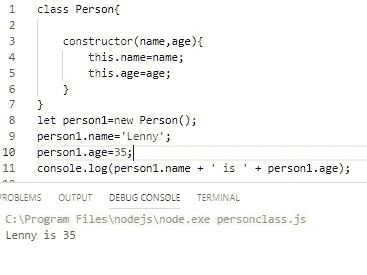 1 class Person{
2
3 constructor(name,age){
4 this.name=name;
5 this.age=age;
6 }
7 }
8 let person1=new Person();
9 person1.name='Lenny';
10 person1.age=35;
11 console.log(person1.name + ' is ' + person1.age);
ROBLEMS OUTPUT DEBUG CONSOLE TERMINAL
C:\Program Files\nodejs\node.exe personclass.js
Lenny is 35